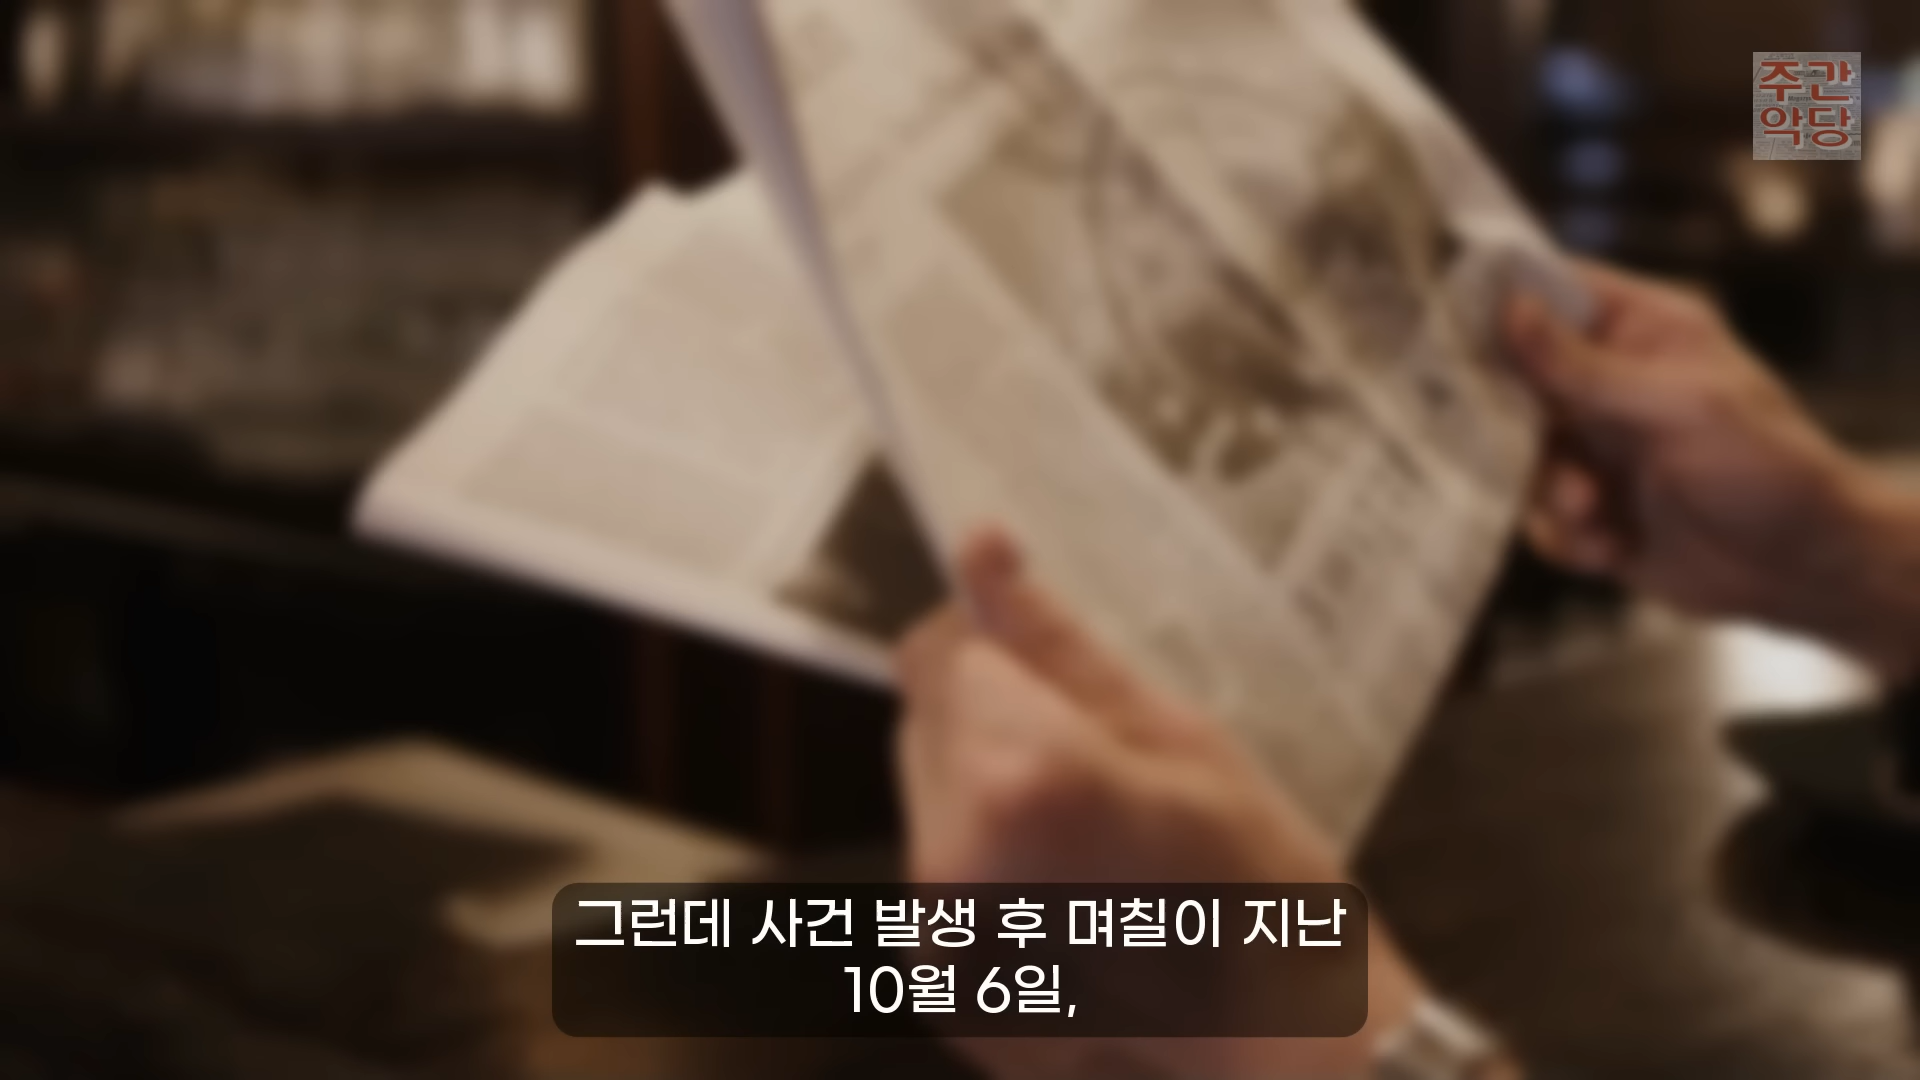 주간
악당
그런데 사건 발생 후 며칠이 지난
10월 6일,